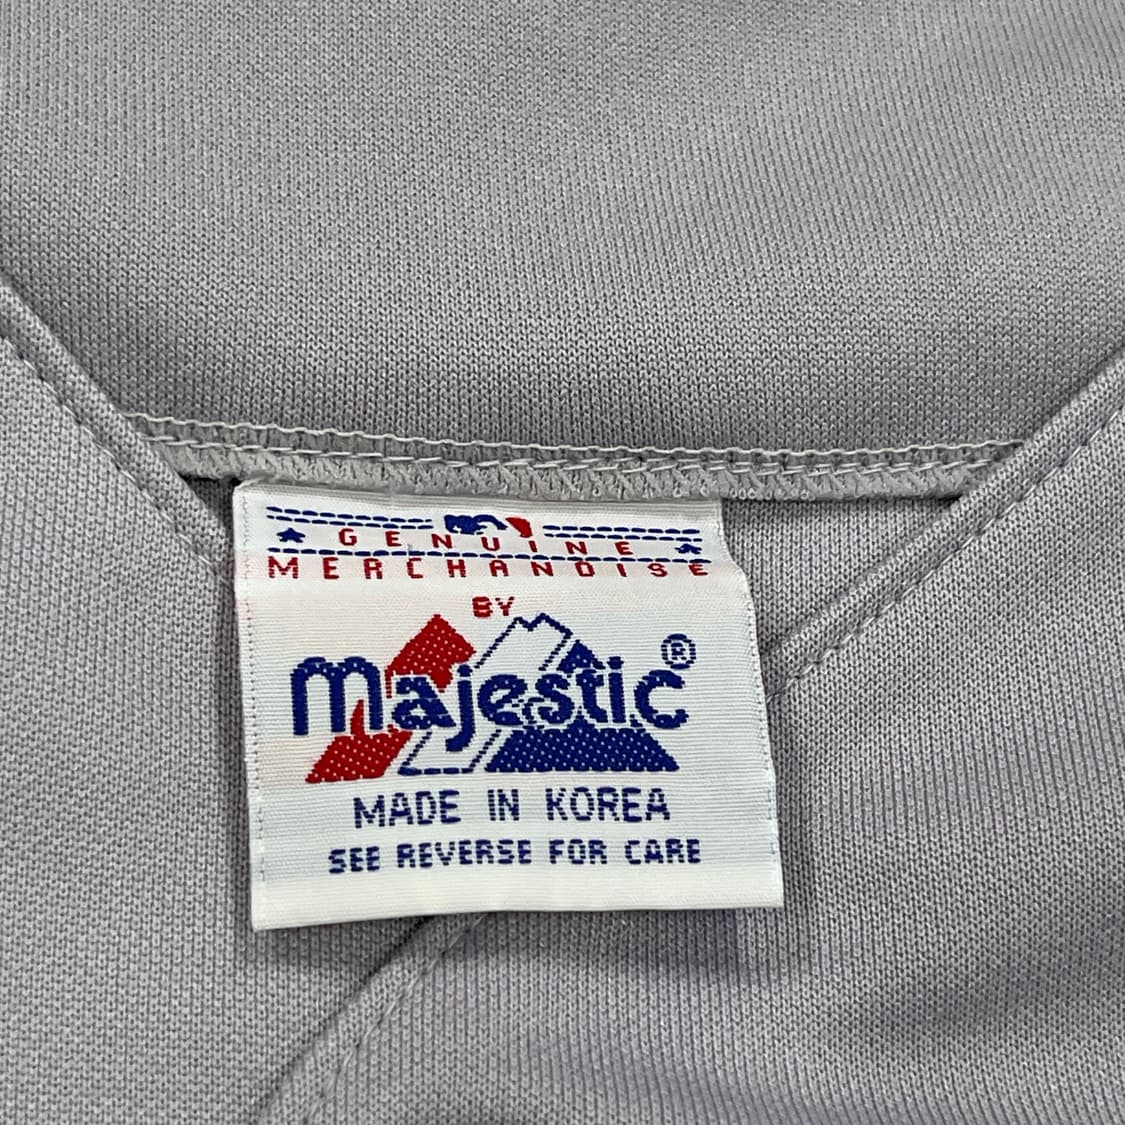 GENUINE
MERCHANDISE
BY
majestic®
MADE IN KOREA
SEE REVERSE FOR CARE